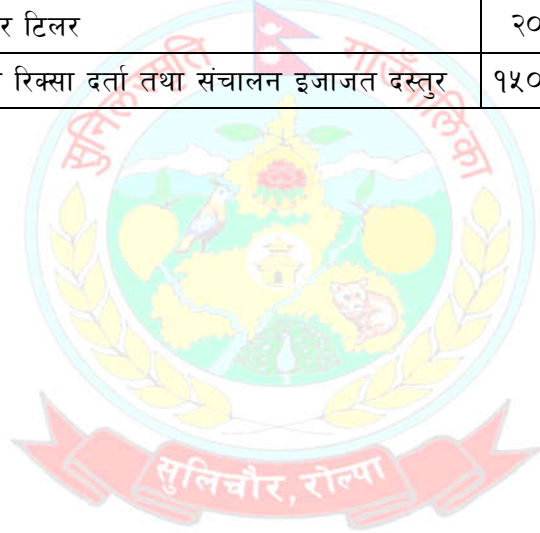 र टिलर २०
रिक्सा दर्ता तथा संचालन इजाजत दस्तुर १५०
सुनिल स्मृति गाउँपालिका
सुलिचौर, रोल्पा